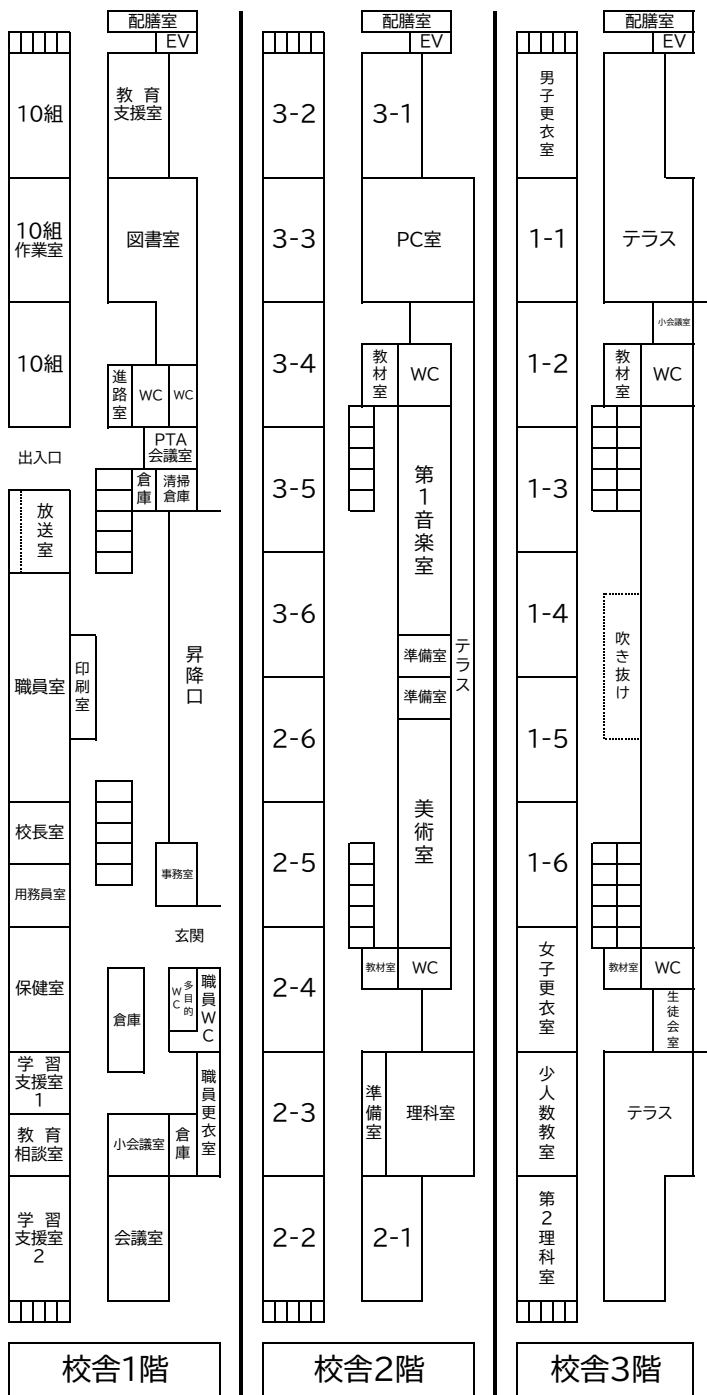 配膳室
EV
10組
教育
支援室
10組
作業室
図書室
10組
進路室
WC
WC
出入口
PTA
会議室
倉庫
清掃
倉庫
放送室
職員室
印刷室
昇降口
校長室
事務室
用務員室
玄関
保健室
倉庫
多目的
WC
職員WC
学習
支援室
1
職員更衣室
教育
相談室
小会議室
倉庫
学習
支援室
2
会議室
校舎1階
配膳室
EV
3-2
3-1
3-3
PC室
3-4
教材室
WC
3-5
第1音楽室
3-6
準備室
テラス
準備室
2-6
美術室
2-5
2-4
教材室
WC
2-3
準備室
理科室
2-2
2-1
校舎2階
配膳室
EV
男子更衣室
1-1
テラス
小会議室
1-2
教材室
WC
1-3
1-4
吹き抜け
1-5
1-6
女子更衣室
教材室
WC
生徒会室
少人数教室
テラス
第2理科室
校舎3階